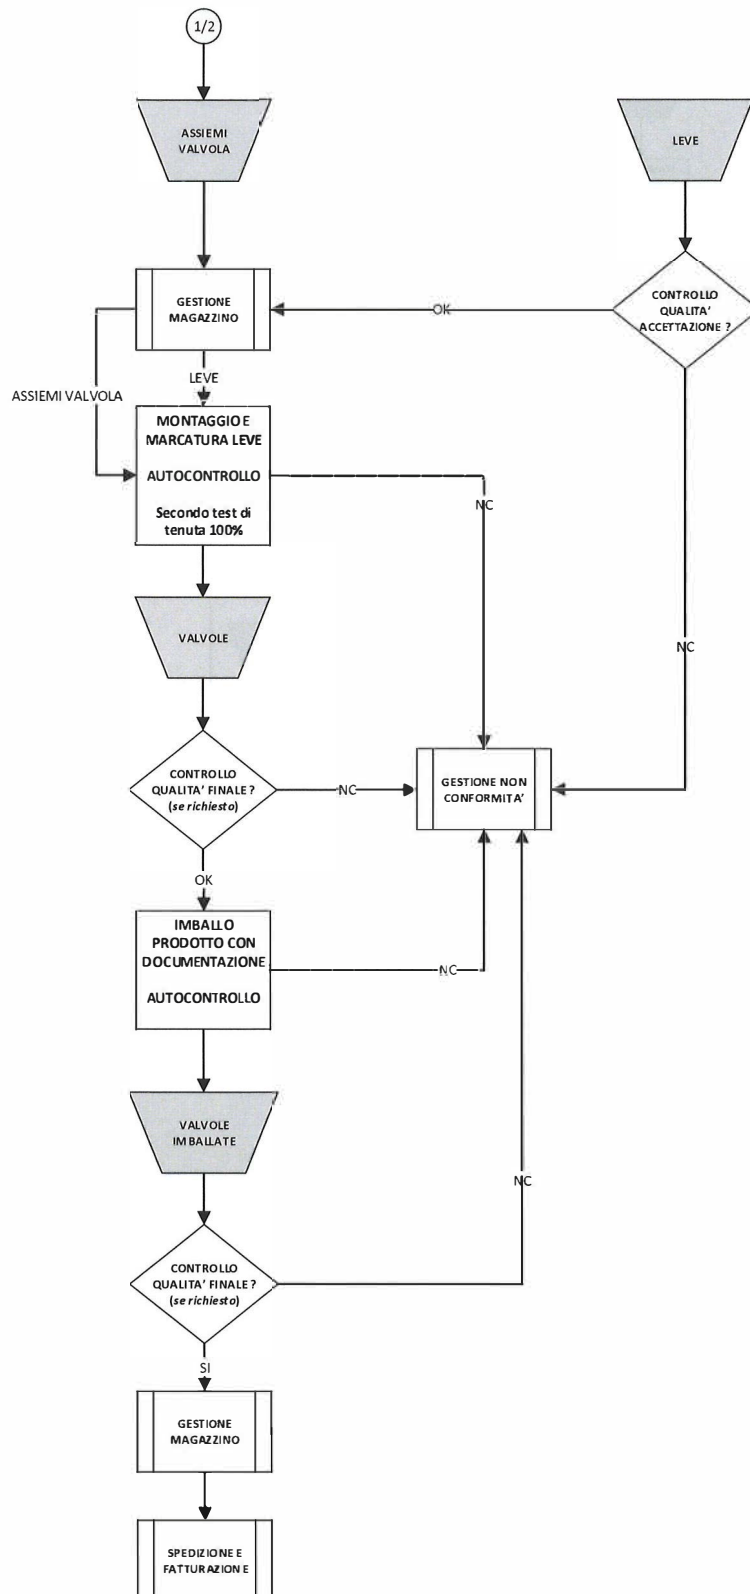 1/2
ASSIEMI
VALVOLA
LEVE
GESTIONE
MAGAZZINO
OK
CONTROLLO
QUALITA'
ACCETTAZIONE ?
LEVE
ASSIEMI VALVOLA
MONTAGGIO E
MARCATURA LEVE
AUTOCONTROLLO
Secondo test di
tenuta 100%
NC
VALVOLE
NC
CONTROLLO
QUALITA' FINALE ?
(se richiesto)
NC
GESTIONE NON
CONFORMITA'
OK
IMBALLO
PRODOTTO CON
DOCUMENTAZIONE
AUTOCONTROLLO
NC
VALVOLE
IMBALLATE
NC
CONTROLLO
QUALITA' FINALE ?
(se richiesto)
SI
GESTIONE
MAGAZZINO
SPEDIZIONE E
FATTURAZIONE